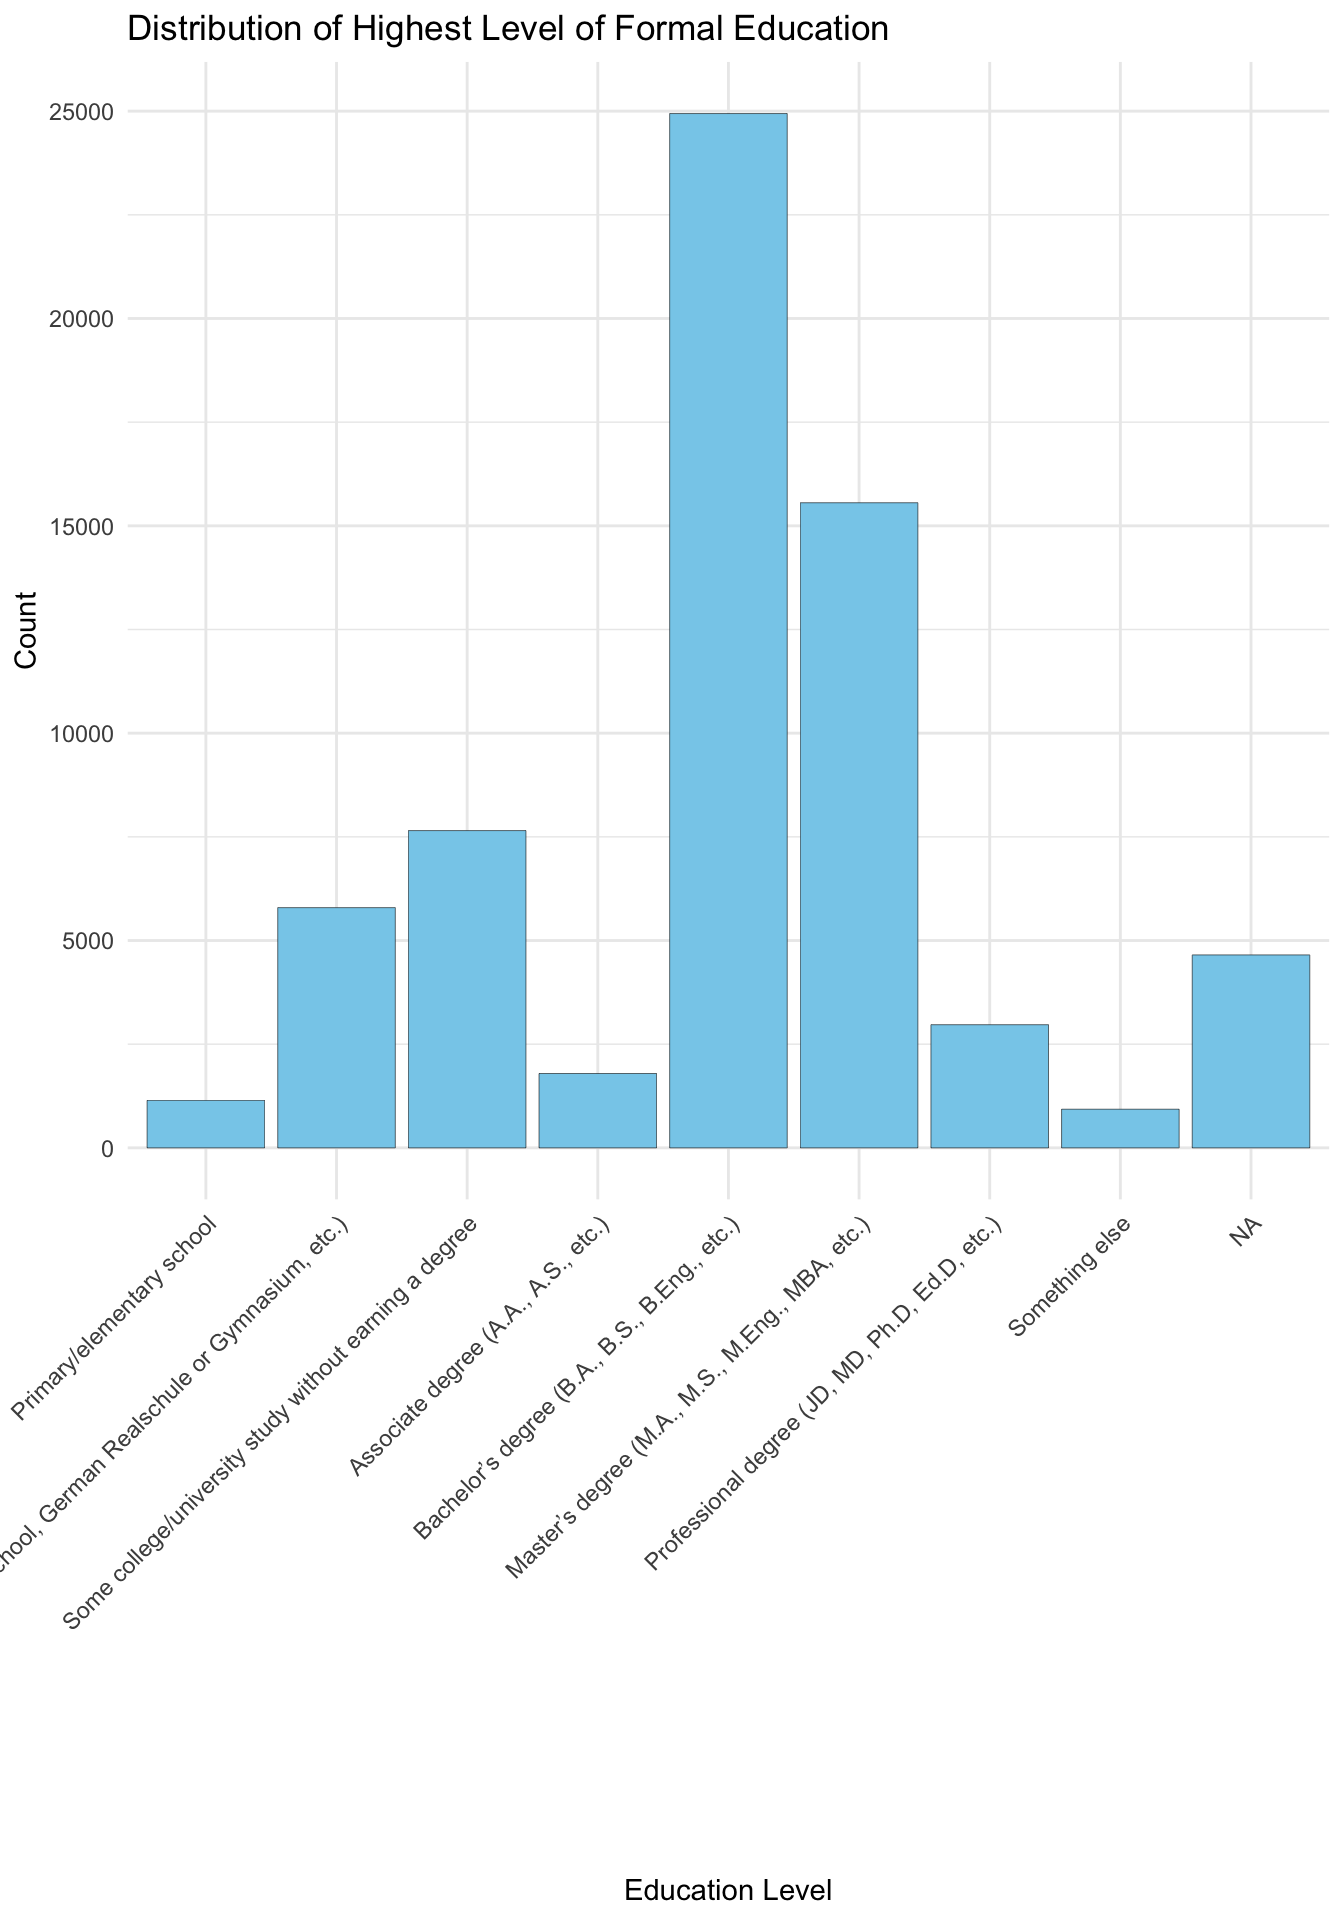 Distribution of Highest Level of Formal Education
25000
20000
15000
10000
5000
0
Count
Primary/elementary school
School, German Realschule or Gymnasium, etc.)
Some college/university study without earning a degree
Associate degree (A.A., A.S., etc.)
Bachelor’s degree (B.A., B.S., B.Eng., etc.)
Master’s degree (M.A., M.S., M.Eng., MBA, etc.)
Professional degree (JD, MD, Ph.D, Ed.D, etc.)
Something else
NA
Education Level